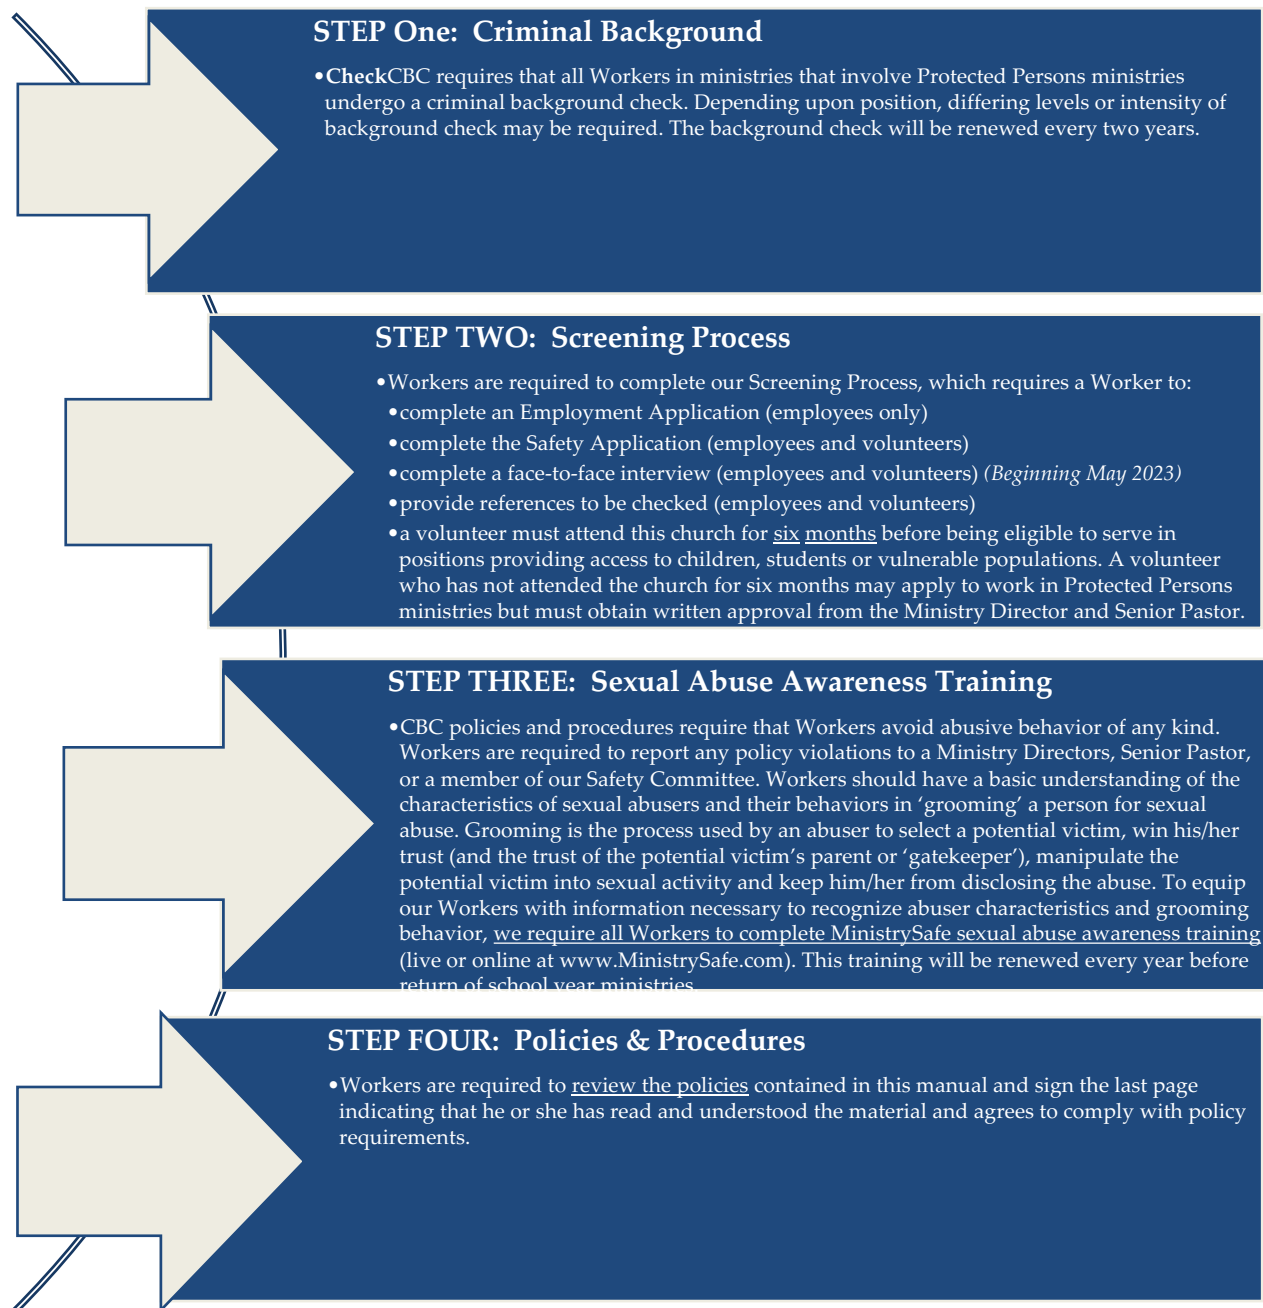 STEP One:  Criminal Background
•CheckCBC requires that all Workers in ministries that involve Protected Persons ministries
undergo a criminal background check. Depending upon position, differing levels or intensity of
background check may be required. The background check will be renewed every two years.
STEP TWO:  Screening Process
•Workers are required to complete our Screening Process, which requires a Worker to:
•complete an Employment Application (employees only)
•complete the Safety Application (employees and volunteers)
•complete a face-to-face interview (employees and volunteers) (Beginning May 2023)
•provide references to be checked (employees and volunteers)
•a volunteer must attend this church for six months before being eligible to serve in
positions providing access to children, students or vulnerable populations. A volunteer
who has not attended the church for six months may apply to work in Protected Persons
ministries but must obtain written approval from the Ministry Director and Senior Pastor.
STEP THREE:  Sexual Abuse Awareness Training
•CBC policies and procedures require that Workers avoid abusive behavior of any kind.
Workers are required to report any policy violations to a Ministry Directors, Senior Pastor,
or a member of our Safety Committee. Workers should have a basic understanding of the
characteristics of sexual abusers and their behaviors in ‘grooming’ a person for sexual
abuse. Grooming is the process used by an abuser to select a potential victim, win his/her
trust (and the trust of the potential victim’s parent or ‘gatekeeper’), manipulate the
potential victim into sexual activity and keep him/her from disclosing the abuse. To equip
our Workers with information necessary to recognize abuser characteristics and grooming
behavior, we require all Workers to complete MinistrySafe sexual abuse awareness training
(live or online at www.MinistrySafe.com). This training will be renewed every year before
return of school year ministries.
STEP FOUR:  Policies & Procedures
•Workers are required to review the policies contained in this manual and sign the last page
indicating that he or she has read and understood the material and agrees to comply with policy
requirements.